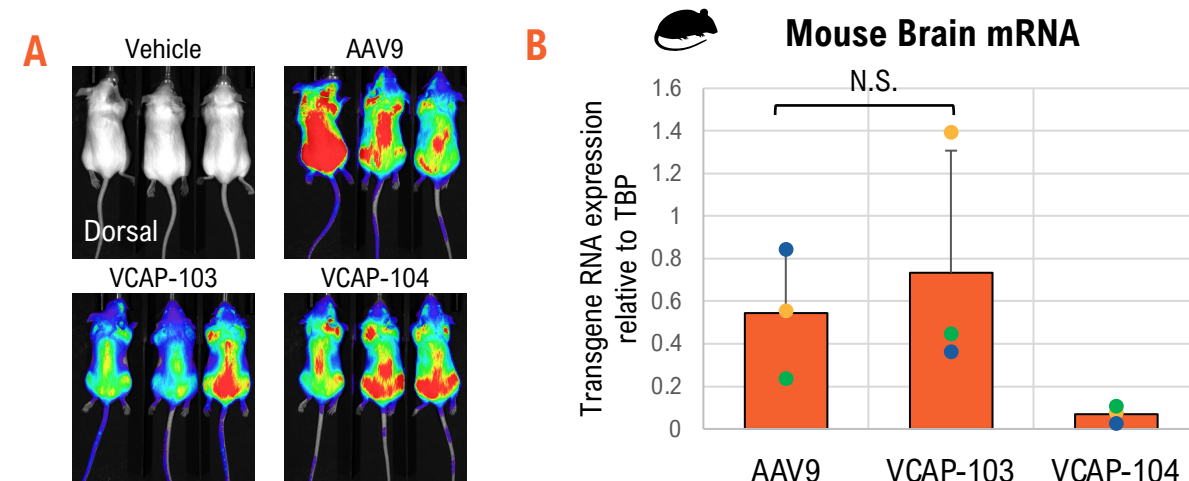 A
Vehicle
AAV9
Dorsal
VCAP-103
VCAP-104
B
Mouse Brain mRNA
Transgene RNA expression
relative to TBP
N.S.
1.6
1.4
1.2
1
0.8
0.6
0.4
0.2
0
AAV9
VCAP-103
VCAP-104